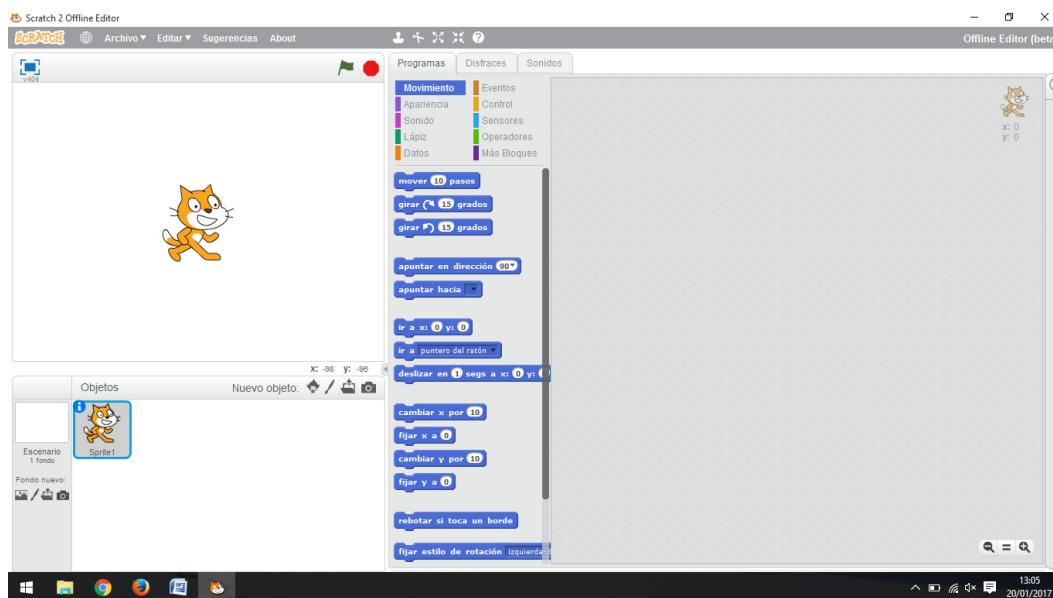 Scratch 2 Offline Editor
SCRATCH Archivo Editar Sugerencias About Offline Editor (beta
v404
Programas Disfraces Sonidos
Movimiento Eventos
Apariencia Control
Sonido Sensores
Lápiz Operadores
Datos Más Bloques
x: 0
y: 0
mover 10 pasos
girar 15 grados
girar 15 grados
apuntar en dirección 90
apuntar hacia
ir a x: 0 y: 0
ir a puntero del ratón
deslizar en 1 segs a x: 0 y:
cambiar x por 10
fijar x a 0
cambiar y por 10
fijar y a 0
rebotar si toca un borde
fijar estilo de rotación
X: -98 Y: -96
Objetos Nuevo objeto:
Sprite1
Escenario
1 fondo
Fondo nuevo:
13:05
20/01/2017